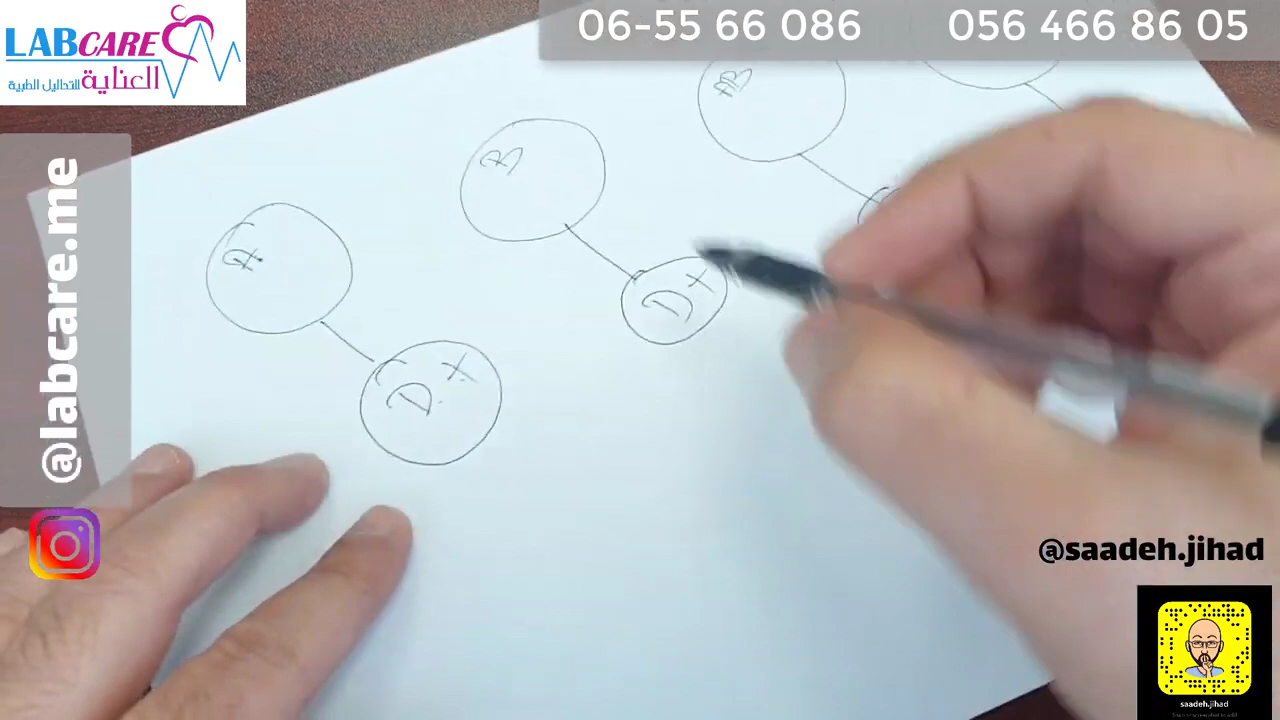 LABCARE
العناية للتحاليل الطبية
06-55 66 086
056 466 86 05
@labcare.me
A
D+
B
D+
AB
@saadeh.jihad
saadeh.jihad